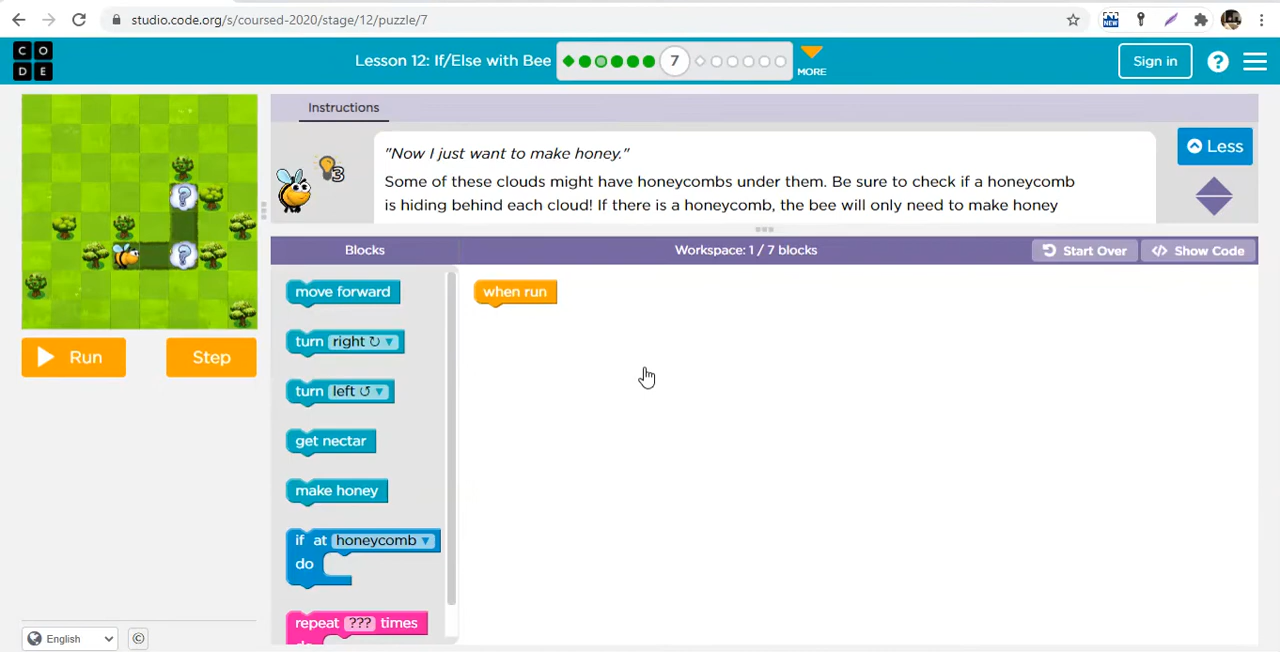 studio.code.org/s/coursed-2020/stage/12/puzzle/7
NEW
C O
D E
Lesson 12: If/Else with Bee
7
MORE
Sign in
?
Instructions
3
"Now I just want to make honey."
Some of these clouds might have honeycombs under them. Be sure to check if a honeycomb
is hiding behind each cloud! If there is a honeycomb, the bee will only need to make honey
Less
?
?
Blocks
Workspace: 1 / 7 blocks
Start Over
</> Show Code
move forward
turn right ↻ ▼
turn left ↺ ▼
get nectar
make honey
if at honeycomb ▼
do
repeat ??? times
do
when run
Run
Step
English
©